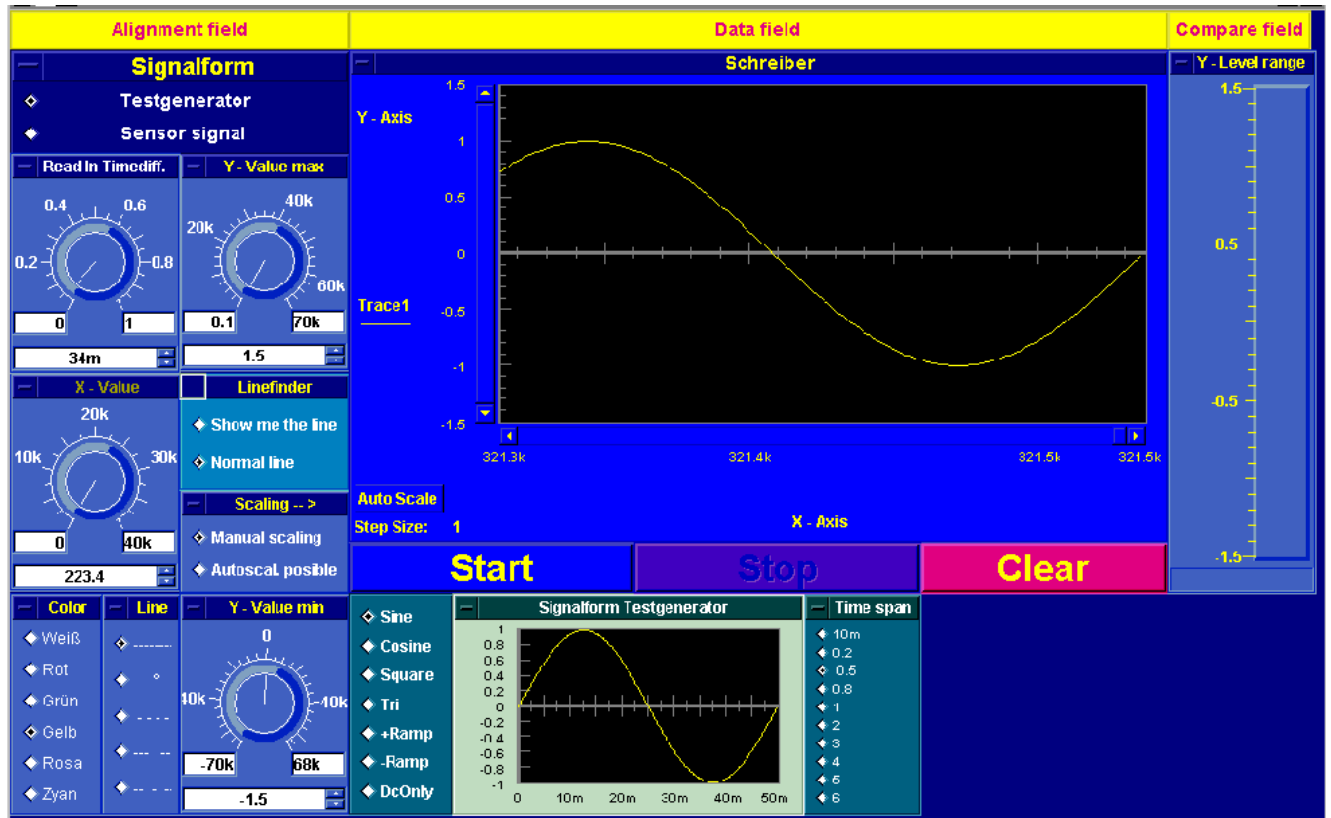 Alignment field
Data field
Compare field
Signalform
Testgenerator
Sensor signal
Schreiber
Y - Level range
Read In Timediff.
0.2
0.4
0.6
0.8
0
1
34m
Y - Value max
20k
40k
60k
0.1
70k
1.5
X - Value
10k
20k
30k
0
40k
223.4
Linefinder
Show me the line
Normal line
Scaling -- >
Manual scaling
Autoscal. posible
Y - Axis
Trace1
1.5
1
0.5
0
-0.5
-1
-1.5
321.3k
321.4k
321.5k
321.5k
Auto Scale
Step Size: 1
X - Axis
1.5
0.5
-0.5
-1.5
Start
Stop
Clear
Color
Weiß
Rot
Grün
Gelb
Rosa
Zyan
Line
Y - Value min
0
40k
-40k
-70k
68k
-1.5
Sine
Cosine
Square
Tri
+Ramp
-Ramp
DcOnly
Signalform Testgenerator
1
0.8
0.6
0.4
0.2
0
-0.2
-0.4
-0.6
-0.8
-1
0
10m
20m
30m
40m
50m
Time span
10m
0.2
0.5
0.8
1
2
3
4
5
6